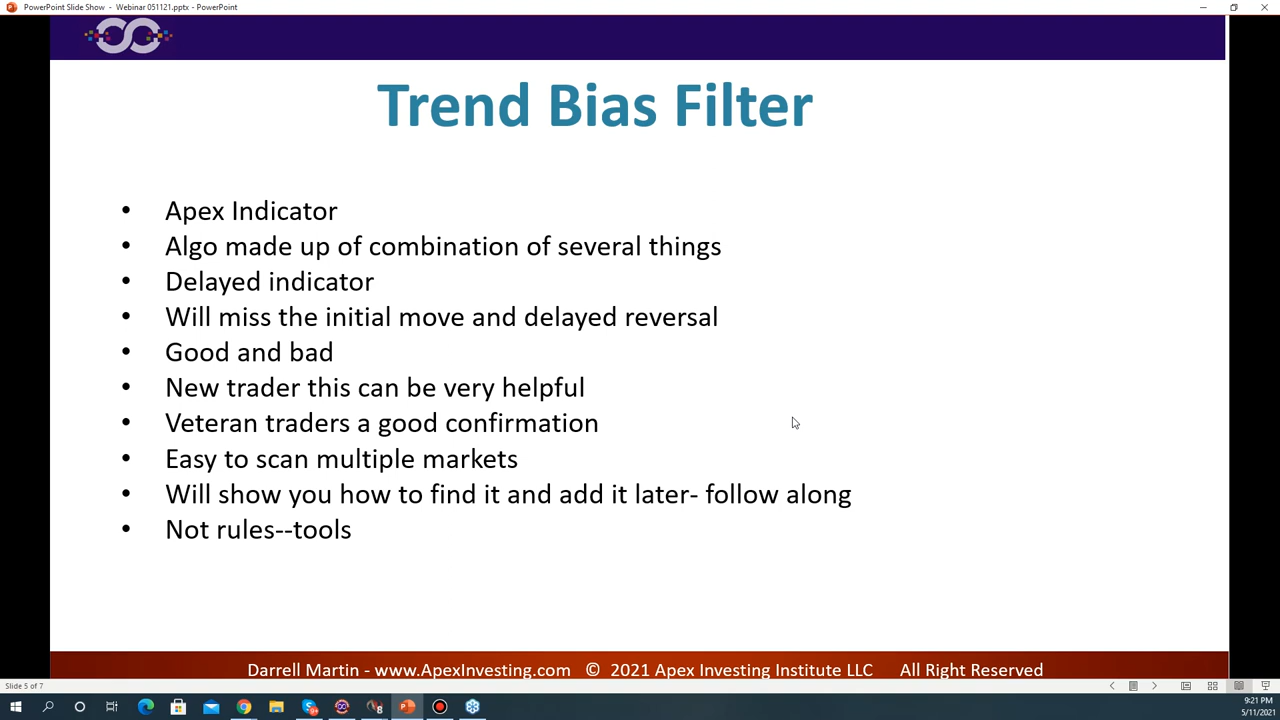 PowerPoint Slide Show - Webinar 051121.pptx - PowerPoint
Trend Bias Filter
• Apex Indicator
• Algo made up of combination of several things
• Delayed indicator
• Will miss the initial move and delayed reversal
• Good and bad
• New trader this can be very helpful
• Veteran traders a good confirmation
• Easy to scan multiple markets
• Will show you how to find it and add it later- follow along
• Not rules--tools
Darrell Martin - www.ApexInvesting.com © 2021 Apex Investing Institute LLC All Right Reserved
Slide 5 of 7
9:21 PM
5/11/2021